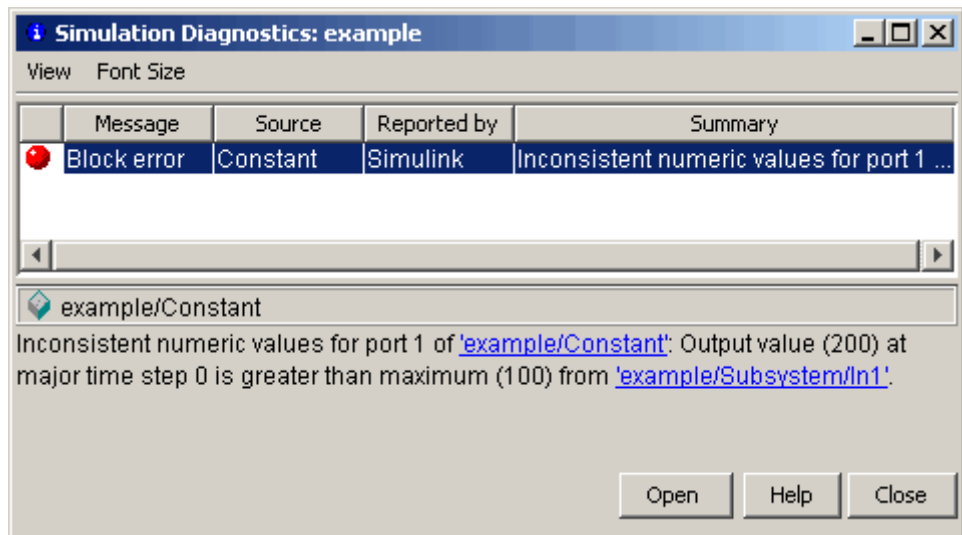 Simulation Diagnostics: example
View Font Size
Message Source Reported by Summary
Block error Constant Simulink Inconsistent numeric values for port 1 ...
example/Constant
Inconsistent numeric values for port 1 of 'example/Constant': Output value (200) at
major time step 0 is greater than maximum (100) from 'example/Subsystem/In1'.
Open Help Close